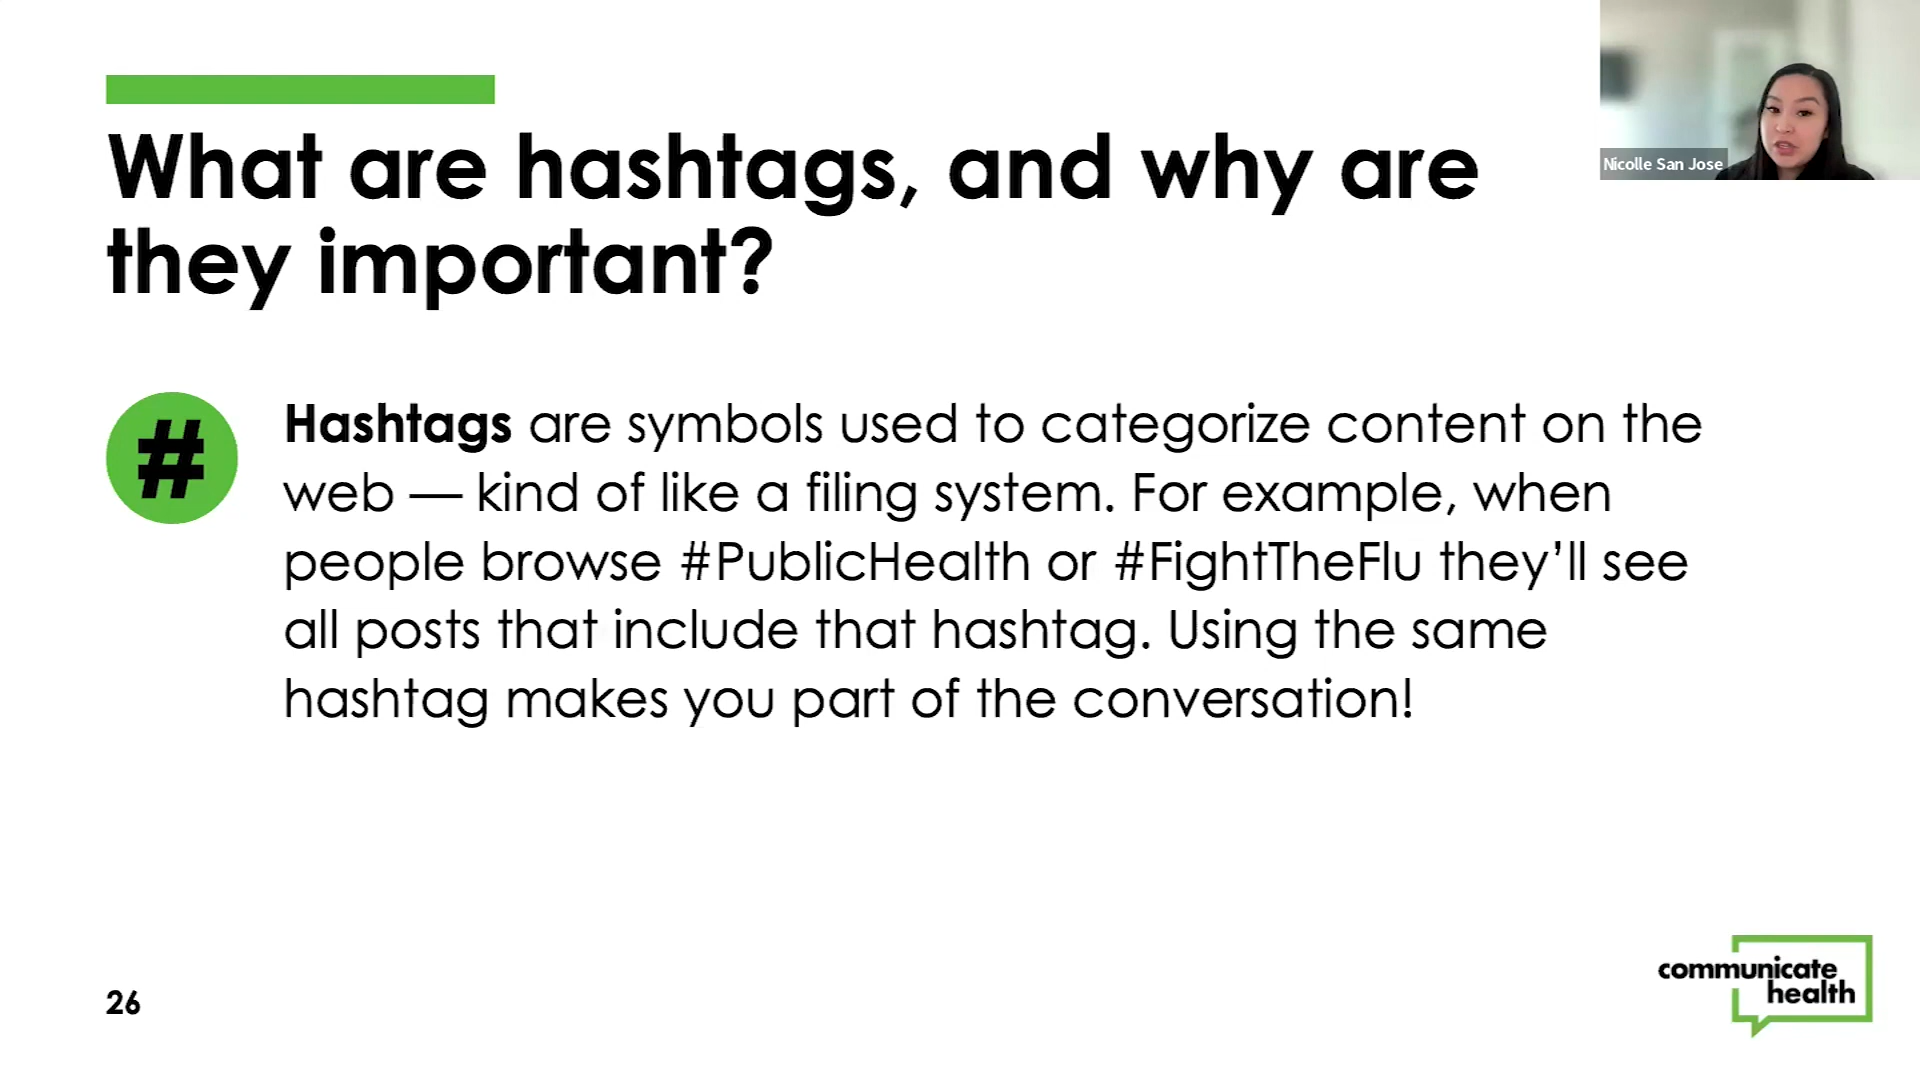 What are hashtags, and why are
they important?
Nicolle San Jose
#
Hashtags are symbols used to categorize content on the
web — kind of like a filing system. For example, when
people browse #PublicHealth or #FightTheFlu they’ll see
all posts that include that hashtag. Using the same
hashtag makes you part of the conversation!
26
communicate
health